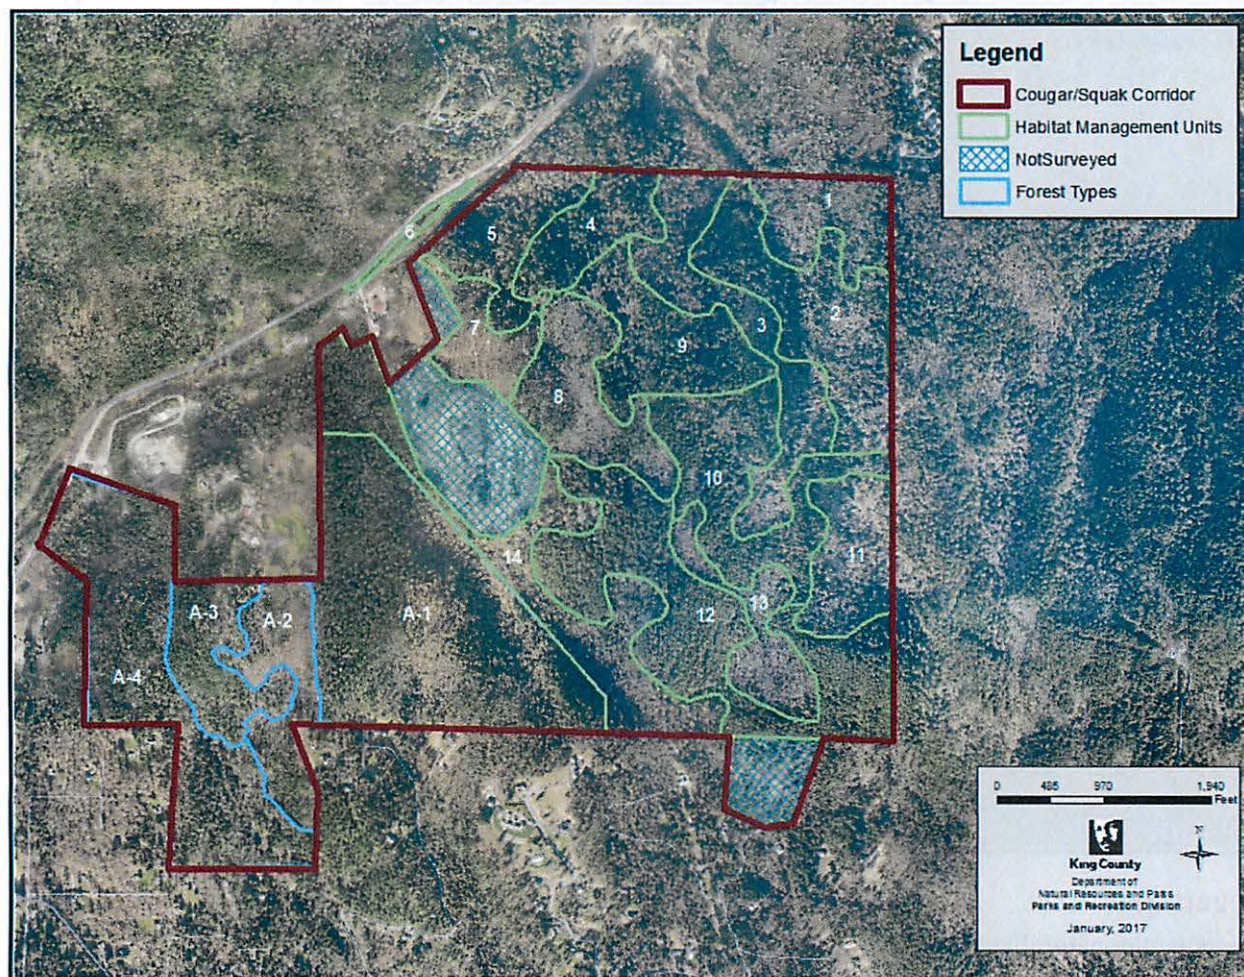 Legend
Cougar/Squak Corridor
Habitat Management Units
NotSurveyed
Forest Types
1
4
5
6
2
3
7
9
8
10
11
14
13
12
A-3
A-2
A-1
A-4
0 485 970 1,940
Feet
N
King County
Department of
Natural Resources and Parks
Parks and Recreation Division
January, 2017